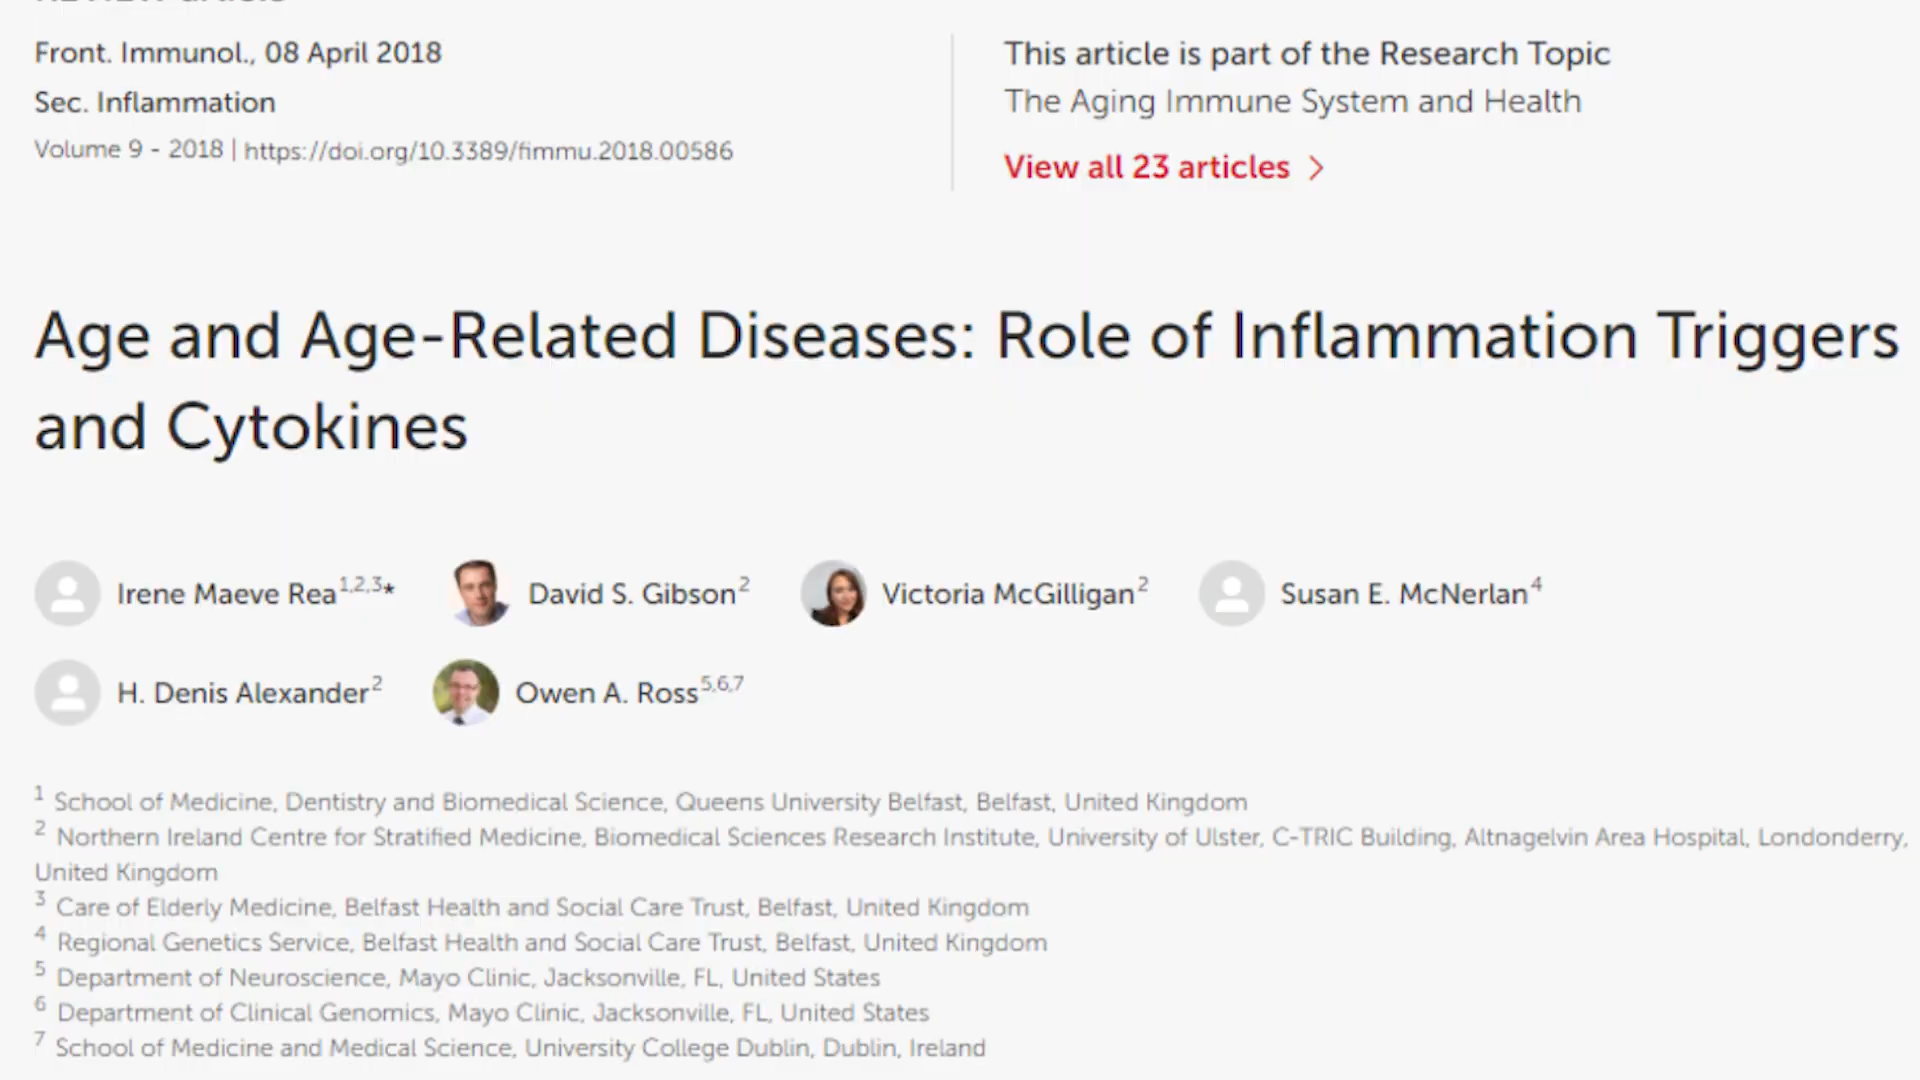 REVIEW article
Front. Immunol., 08 April 2018
Sec. Inflammation
Volume 9 - 2018 | https://doi.org/10.3389/fimmu.2018.00586
This article is part of the Research Topic
The Aging Immune System and Health
View all 23 articles
Age and Age-Related Diseases: Role of Inflammation Triggers
and Cytokines
Irene Maeve Rea1,2,3* David S. Gibson2 Victoria McGilligan2 Susan E. McNerlan4
H. Denis Alexander2 Owen A. Ross5,6,7
1 School of Medicine, Dentistry and Biomedical Science, Queens University Belfast, Belfast, United Kingdom
2 Northern Ireland Centre for Stratified Medicine, Biomedical Sciences Research Institute, University of Ulster, C-TRIC Building, Altnagelvin Area Hospital, Londonderry,
United Kingdom
3 Care of Elderly Medicine, Belfast Health and Social Care Trust, Belfast, United Kingdom
4 Regional Genetics Service, Belfast Health and Social Care Trust, Belfast, United Kingdom
5 Department of Neuroscience, Mayo Clinic, Jacksonville, FL, United States
6 Department of Clinical Genomics, Mayo Clinic, Jacksonville, FL, United States
7 School of Medicine and Medical Science, University College Dublin, Dublin, Ireland